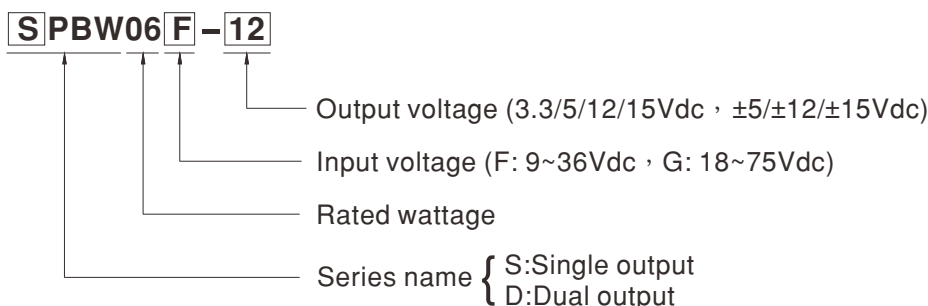 SPBW06F-12
Output voltage (3.3/5/12/15Vdc，±5/±12/±15Vdc)
Input voltage (F: 9~36Vdc，G: 18~75Vdc)
Rated wattage
Series name { S:Single output
D:Dual output